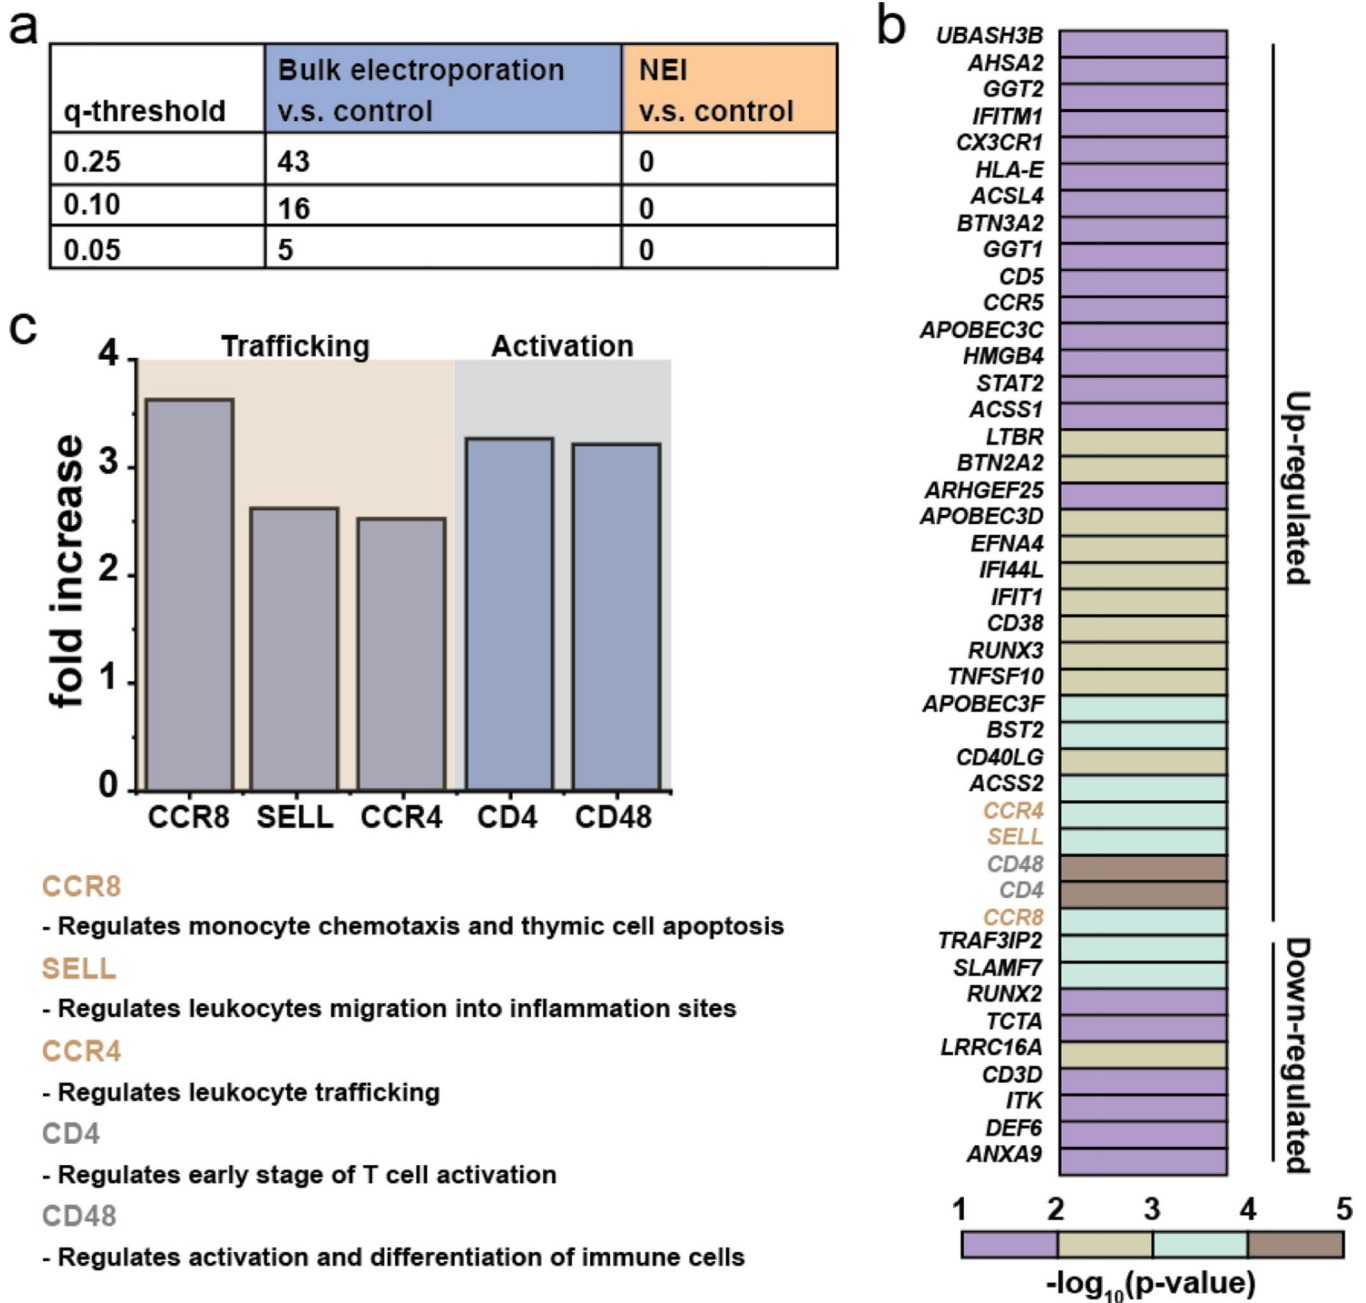 a
q-threshold
Bulk electroporation
v.s. control
NEI
v.s. control
0.25 43 0
0.10 16 0
0.05 5 0
b
UBASH3B
AHSA2
GGT2
IFITM1
CX3CR1
HLA-E
ACSL4
BTN3A2
GGT1
CD5
CCR5
APOBEC3C
HMGB4
STAT2
ACSS1
LTBR
BTN2A2
ARHGEF25
APOBEC3D
EFNA4
IFI44L
IFIT1
CD38
RUNX3
TNFSF10
APOBEC3F
BST2
CD40LG
ACSS2
CCR4
SELL
CD48
CD4
CCR8
TRAF3IP2
SLAMF7
RUNX2
TCTA
LRRC16A
CD3D
ITK
DEF6
ANXA9
Up-regulated
Down-regulated
1 2 3 4 5
-log10(p-value)
c
Trafficking Activation
fold increase
4
3
2
1
0
CCR8 SELL CCR4 CD4 CD48
CCR8
- Regulates monocyte chemotaxis and thymic cell apoptosis
SELL
- Regulates leukocytes migration into inflammation sites
CCR4
- Regulates leukocyte trafficking
CD4
- Regulates early stage of T cell activation
CD48
- Regulates activation and differentiation of immune cells